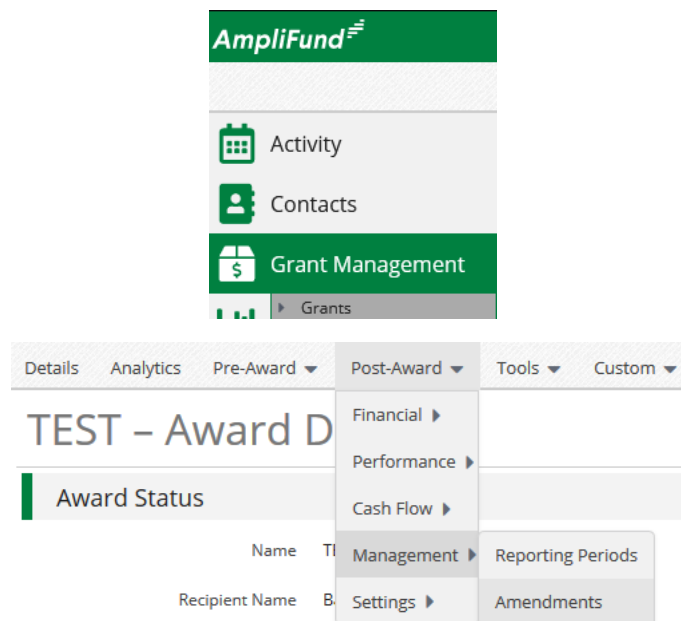 AmpliFund
Activity
Contacts
$ Grant Management
Grants
Details Analytics Pre-Award Post-Award Tools Custom
TEST – Award D
Financial
Performance
Award Status
Cash Flow
Name
Management Reporting Periods
Recipient Name Settings Amendments